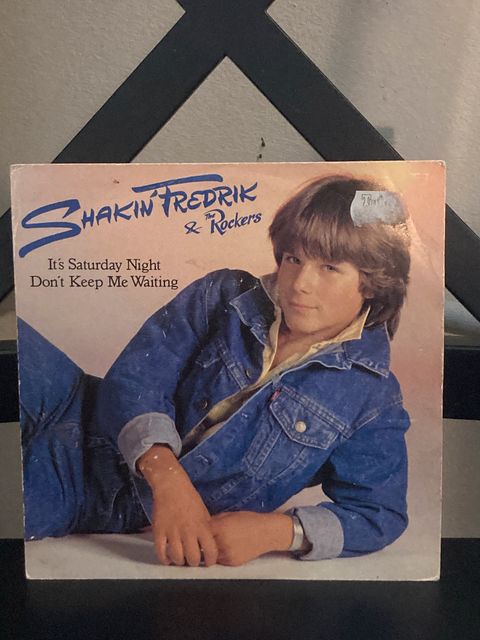 SHAKIN' FREDRIK
& The Rockers
It's Saturday Night
Don't Keep Me Waiting